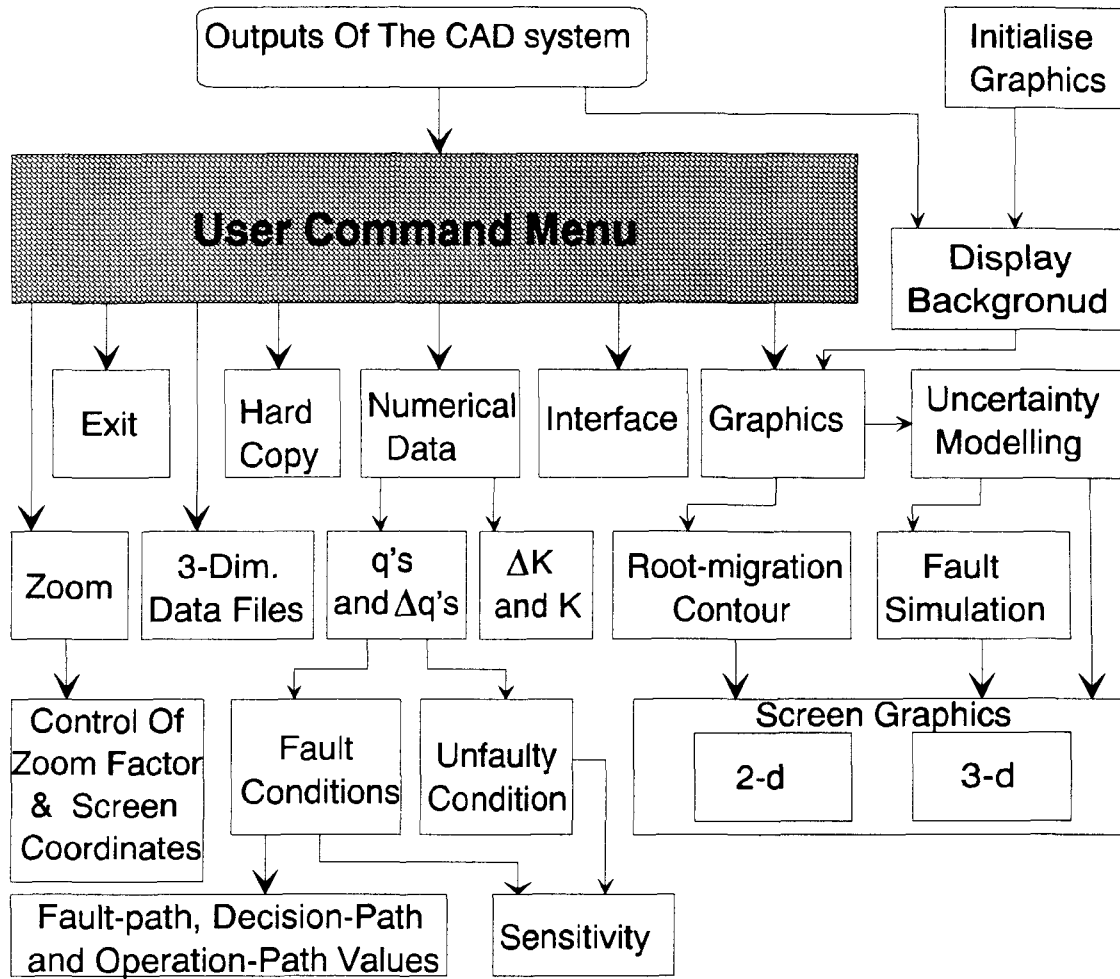 Outputs Of The CAD system
Initialise
Graphics
User Command Menu
Display
Backgronud
Exit
Hard
Copy
Numerical
Data
Interface
Graphics
Uncertainty
Modelling
Zoom
3-Dim.
Data Files
q's
and Δq's
ΔK
and K
Root-migration
Contour
Fault
Simulation
Control Of
Zoom Factor
& Screen
Coordinates
Fault
Conditions
Unfaulty
Condition
Screen Graphics
2-d
3-d
Fault-path, Decision-Path
and Operation-Path Values
Sensitivity